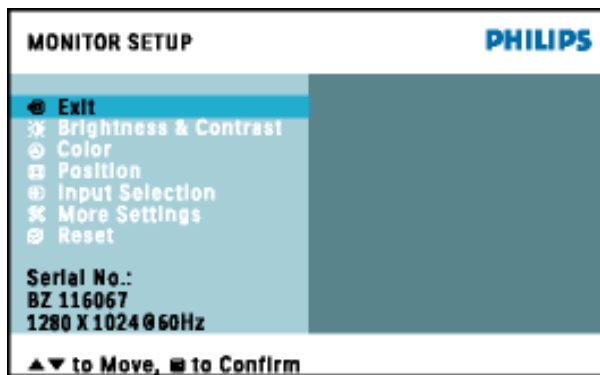 MONITOR SETUP PHILIPS
Exit
Brightness & Contrast
Color
Position
Input Selection
More Settings
Reset
Serial No.:
BZ 116067
1280 X 1024@60Hz
▲▼ to Move, to Confirm